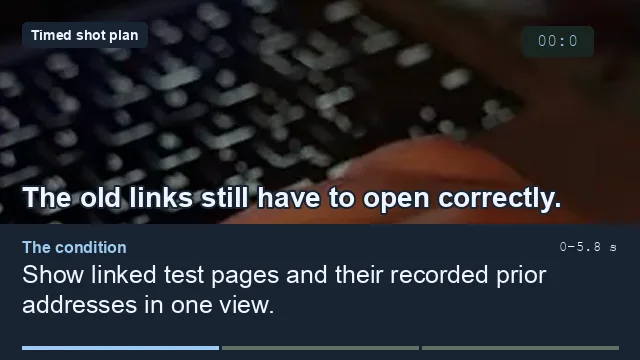 Timed shot plan
00:0
The old links still have to open correctly.
The condition
0–5.8 s
Show linked test pages and their recorded prior
addresses in one view.